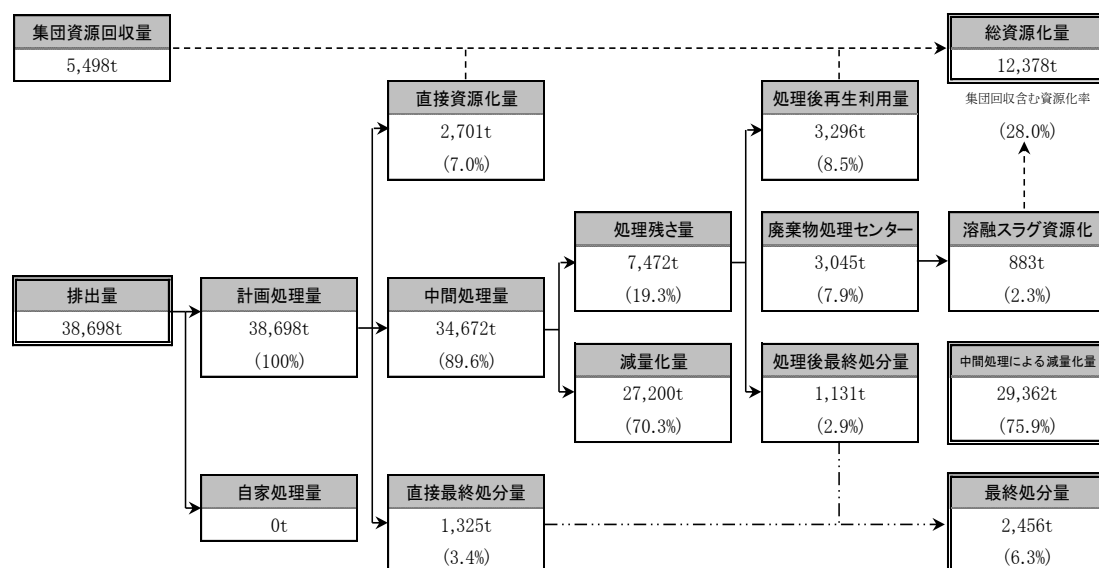 集団資源回収量
5,498t
総資源化量
12,378t
集団回収含む資源化率
(28.0%)
直接資源化量
2,701t
(7.0%)
処理後再生利用量
3,296t
(8.5%)
処理残さ量
7,472t
(19.3%)
廃棄物処理センター
3,045t
(7.9%)
溶融スラグ資源化
883t
(2.3%)
排出量
38,698t
計画処理量
38,698t
(100%)
中間処理量
34,672t
(89.6%)
減量化量
27,200t
(70.3%)
処理後最終処分量
1,131t
(2.9%)
中間処理による減量化量
29,362t
(75.9%)
自家処理量
0t
直接最終処分量
1,325t
(3.4%)
最終処分量
2,456t
(6.3%)